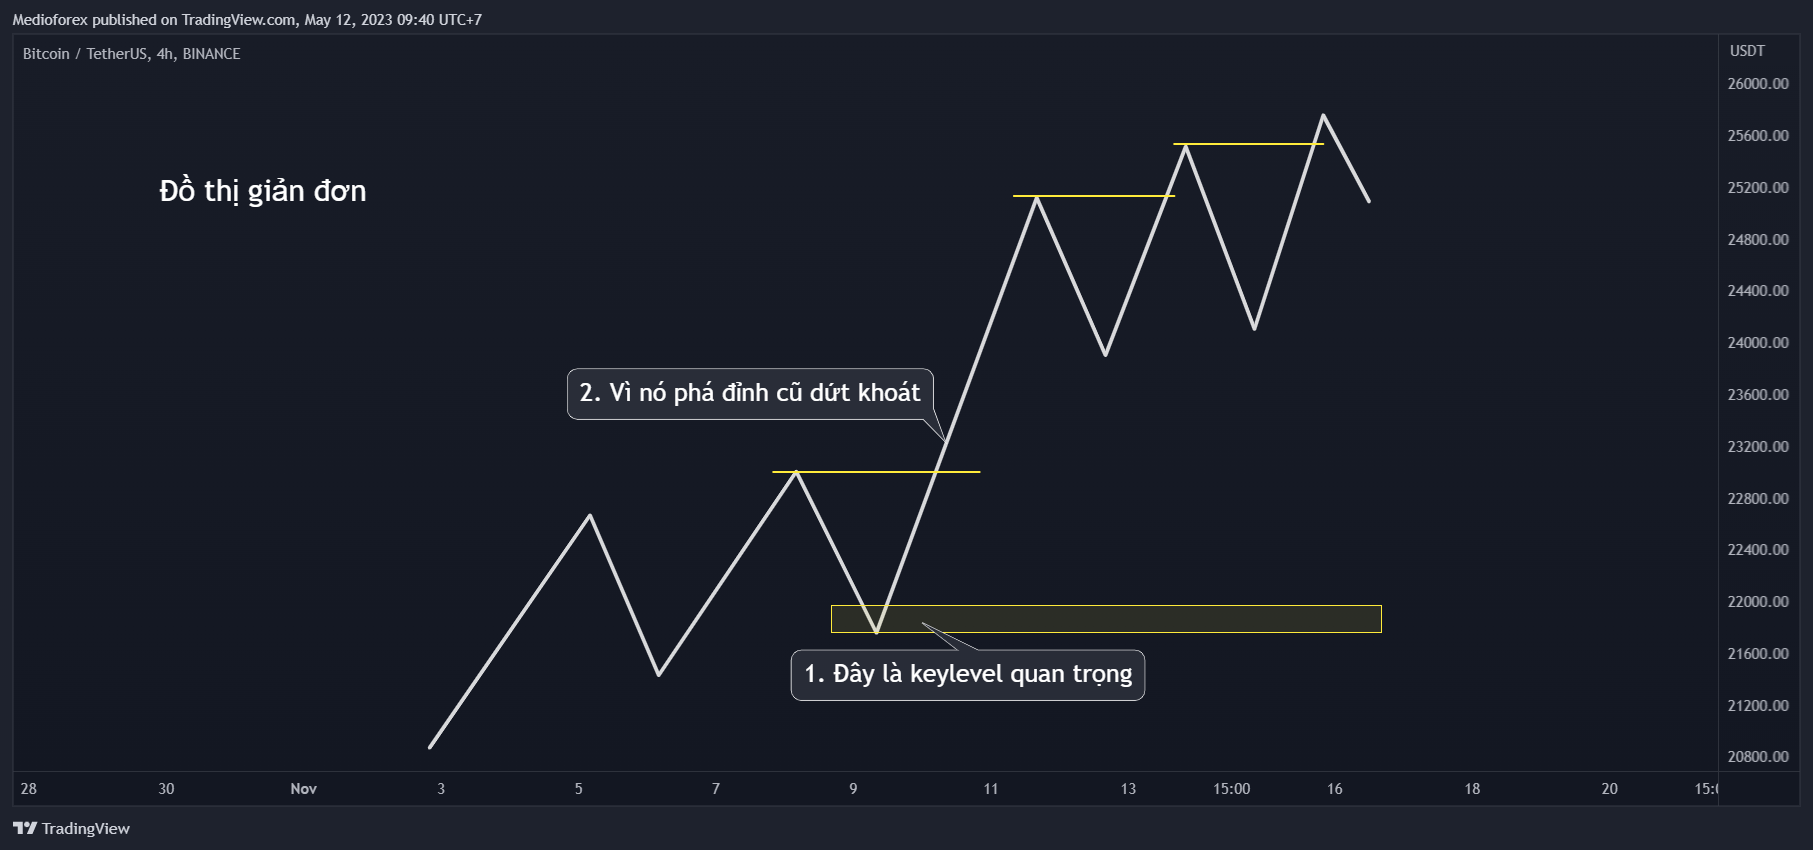 Medioforex published on TradingView.com, May 12, 2023 09:40 UTC+7
Bitcoin / TetherUS, 4h, BINANCE
USDT
26000.00
25600.00
Đồ thị giản đơn
25200.00
24800.00
24400.00
24000.00
2. Vì nó phá đỉnh cũ dứt khoát
23600.00
23200.00
22800.00
22400.00
22000.00
21600.00
1. Đây là keylevel quan trọng
21200.00
20800.00
28 30 Nov 3 5 7 9 11 13 15:00 16 18 20
TradingView